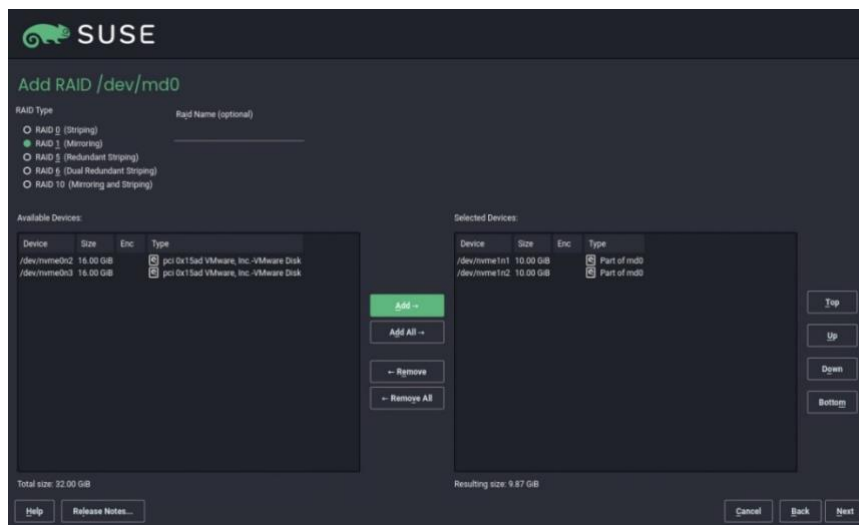 SUSE
Add RAID /dev/md0
RAID Type
Raid Name (optional)
RAID 0 (Striping)
RAID 1 (Mirroring)
RAID 5 (Redundant Striping)
RAID 6 (Dual Redundant Striping)
RAID 10 (Mirroring and Striping)
Available Devices:
Device Size Enc Type
/dev/nvme0n2 16.00 GiB pci 0x15ad VMware, Inc.-VMware Disk
/dev/nvme0n3 16.00 GiB pci 0x15ad VMware, Inc.-VMware Disk
Total size: 32.00 GiB
Add →
Add All →
← Remove
← Remove All
Selected Devices:
Device Size Enc Type
/dev/nvme1n1 10.00 GiB Part of md0
/dev/nvme1n2 10.00 GiB Part of md0
Resulting size: 9.87 GiB
Top
Up
Down
Bottom
Help
Release Notes...
Cancel
Back
Next